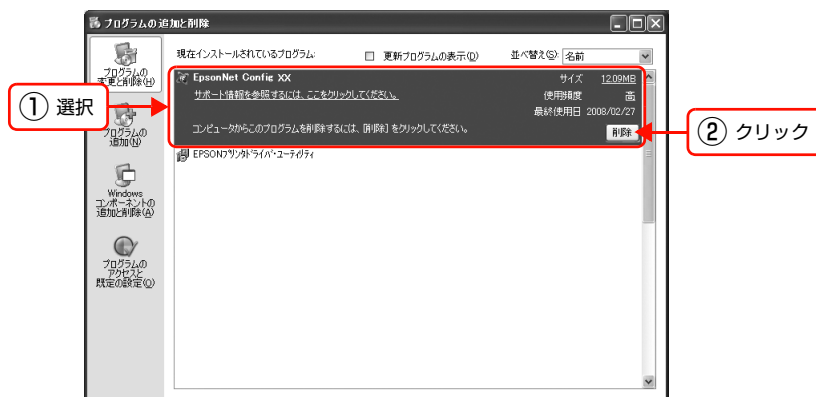 プログラムの追加と削除
現在インストールされているプログラム:
更新プログラムの表示(D)
並べ替え(S):
名前
プログラムの
変更と削除(H)
プログラムの
追加(N)
Windows
コンポーネントの
追加と削除(A)
プログラムの
アクセスと
既定の設定(O)
EpsonNet Config XX
サイズ 12.09MB
サポート情報を参照するには、ここをクリックしてください。
使用頻度 高
最終使用日 2008/02/27
コンピュータからこのプログラムを削除するには、[削除] をクリックしてください。
削除
EPSONプリンタドライバ・ユーティリティ
① 選択
② クリック